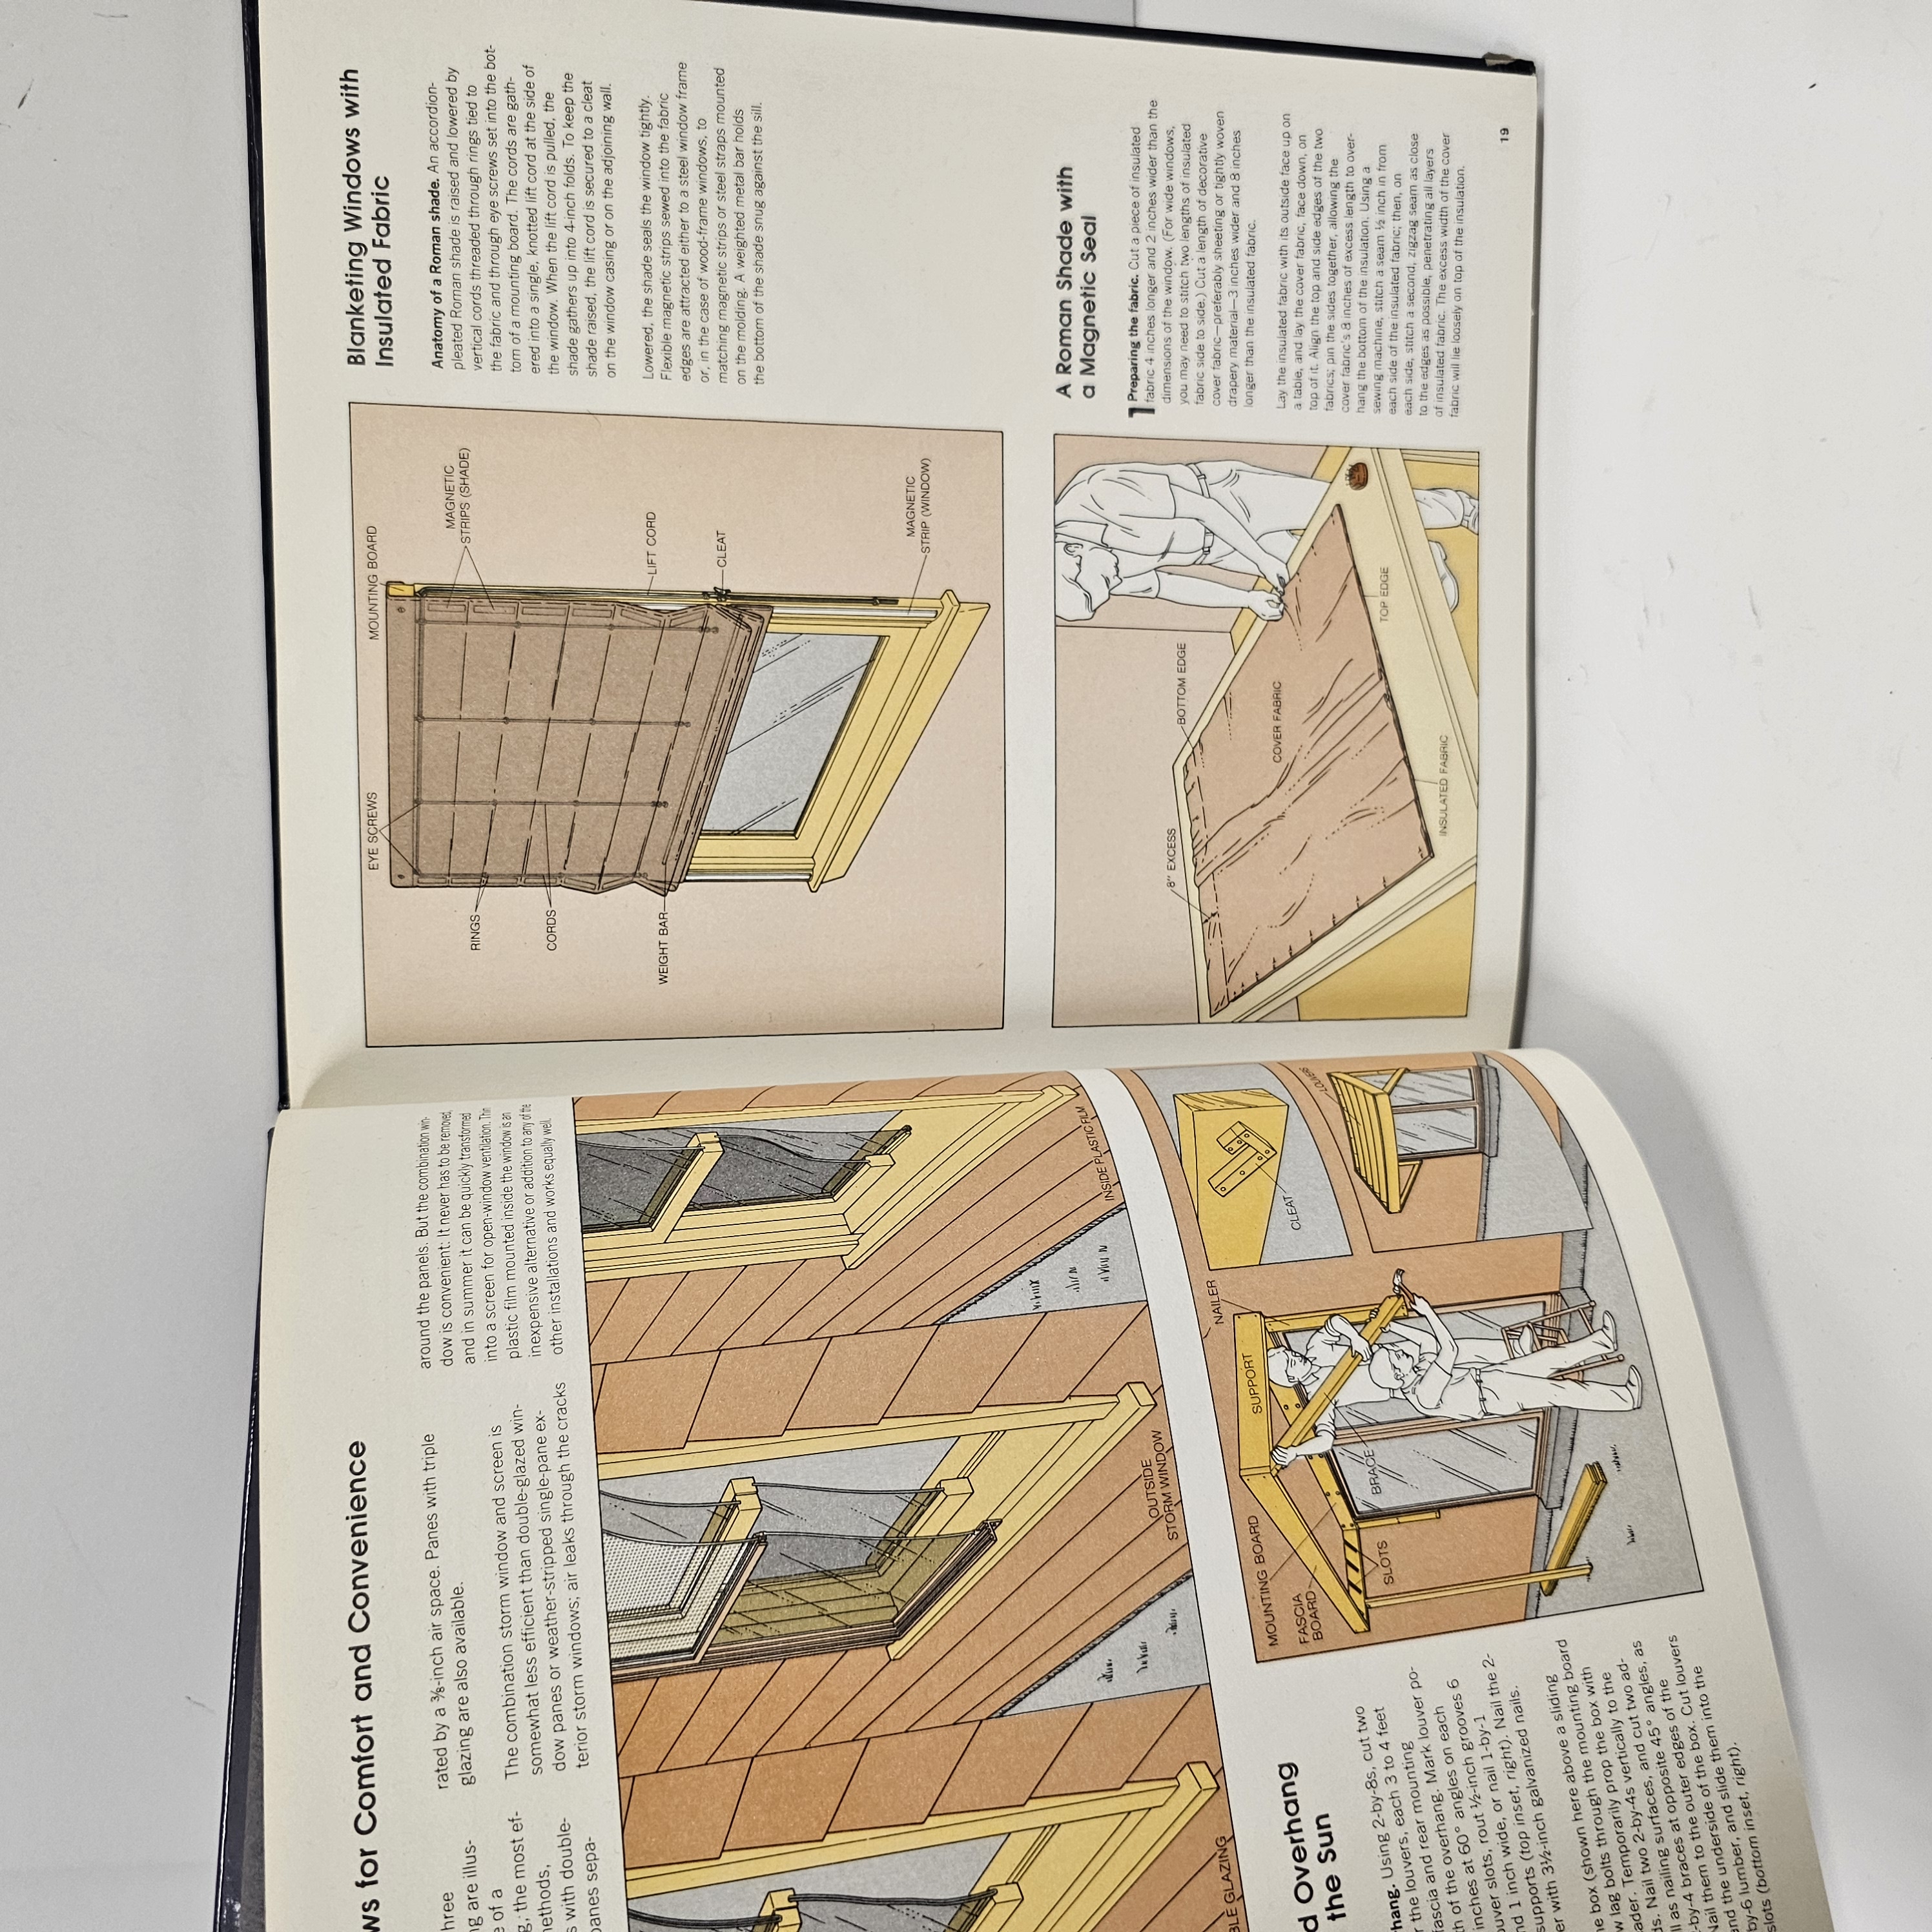 ws for Comfort and Convenience
hree
ng are illus-
e of a
g, the most ef-
nethods,
s with double-
panes sepa-
rated by a ⅜-inch air space. Panes with triple
glazing are also available.
The combination storm window and screen is
somewhat less efficient than double-glazed win-
dow panes or weather-stripped single-pane ex-
terior storm windows; air leaks through the cracks
around the panels. But the combination win-
dow is convenient: It never has to be removed,
and in summer it can be quickly transformed
into a screen for open-window ventilation. Thin
plastic film mounted inside the window is an
inexpensive alternative or addition to any of the
other installations and works equally well.
BLE GLAZING
OUTSIDE
STORM WINDOW
INSIDE PLASTIC FILM
d Overhang
the Sun
hang. Using 2-by-8s, cut two
r the louvers, each 3 to 4 feet
fascia and rear mounting
th of the overhang. Mark louver po-
inches at 60° angles on each
ouver slots, rout ½-inch grooves 6
nd 1 inch wide, or nail 1-by-1
supports (top inset, right). Nail the 2-
er with 3½-inch galvanized nails.
he box (shown here above a sliding
w lag bolts through the mounting board
ader. Temporarily prop the box with
ds. Nail two 2-by-4s vertically to the
ll as nailing surfaces, and cut two ad-
-by-4 braces at opposite 45° angles, as
Nail them to the outer edges of the
and the underside of the box. Cut louvers
by-6 lumber, and slide them into the
slots (bottom inset, right).
MOUNTING BOARD
FASCIA
BOARD
SLOTS
BRACE
SUPPORT
NAILER
CLEAT
LOUVERS
EYE SCREWS
MOUNTING BOARD
MAGNETIC
STRIPS (SHADE)
RINGS
CORDS
WEIGHT BAR
LIFT CORD
CLEAT
MAGNETIC
STRIP (WINDOW)
Blanketing Windows with
Insulated Fabric
Anatomy of a Roman shade. An accordion-
pleated Roman shade is raised and lowered by
vertical cords threaded through rings tied to
the fabric and through eye screws set into the bot-
tom of a mounting board. The cords are gath-
ered into a single, knotted lift cord at the side of
the window. When the lift cord is pulled, the
shade gathers up into 4-inch folds. To keep the
shade raised, the lift cord is secured to a cleat
on the window casing or on the adjoining wall.
Lowered, the shade seals the window tightly.
Flexible magnetic strips sewed into the fabric
edges are attracted either to a steel window frame
or, in the case of wood-frame windows, to
matching magnetic strips or steel straps mounted
on the molding. A weighted metal bar holds
the bottom of the shade snug against the sill.
8" EXCESS
BOTTOM EDGE
COVER FABRIC
TOP EDGE
INSULATED FABRIC
A Roman Shade with
a Magnetic Seal
1 Preparing the fabric. Cut a piece of insulated
fabric 4 inches longer and 2 inches wider than the
dimensions of the window. (For wide windows,
you may need to stitch two lengths of insulated
fabric side to side.) Cut a length of decorative
cover fabric—preferably sheeting or tightly woven
drapery material—3 inches wider and 8 inches
longer than the insulated fabric.
Lay the insulated fabric with its outside face up on
a table, and lay the cover fabric, face down, on
top of it. Align the top and side edges of the two
fabrics; pin the sides together, allowing the
cover fabric's 8 inches of excess length to over-
hang the bottom of the insulation. Using a
sewing machine, stitch a seam ½ inch in from
each side of the insulated fabric; then, on
each side, stitch a second, zigzag seam as close
to the edges as possible, penetrating all layers
of insulated fabric. The excess width of the cover
fabric will lie loosely on top of the insulation.
19